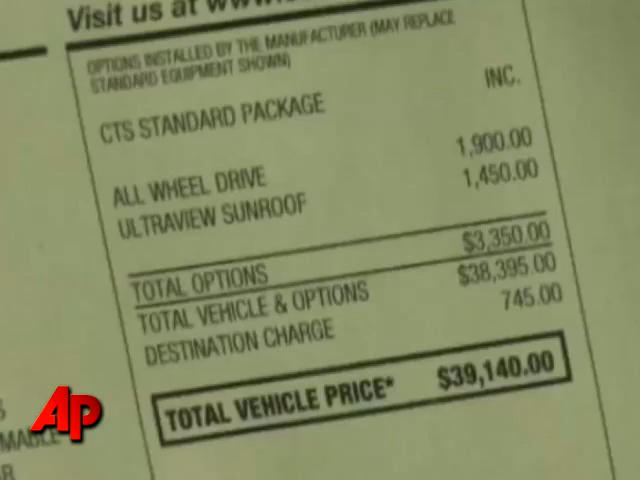 Visit us at www.
OPTIONS INSTALLED BY THE MANUFACTURER (MAY REPLACE
STANDARD EQUIPMENT SHOWN)
CTS STANDARD PACKAGE INC.
ALL WHEEL DRIVE 1,900.00
ULTRAVIEW SUNROOF 1,450.00
TOTAL OPTIONS $3,350.00
TOTAL VEHICLE & OPTIONS $38,395.00
DESTINATION CHARGE 745.00
TOTAL VEHICLE PRICE* $39,140.00
AP